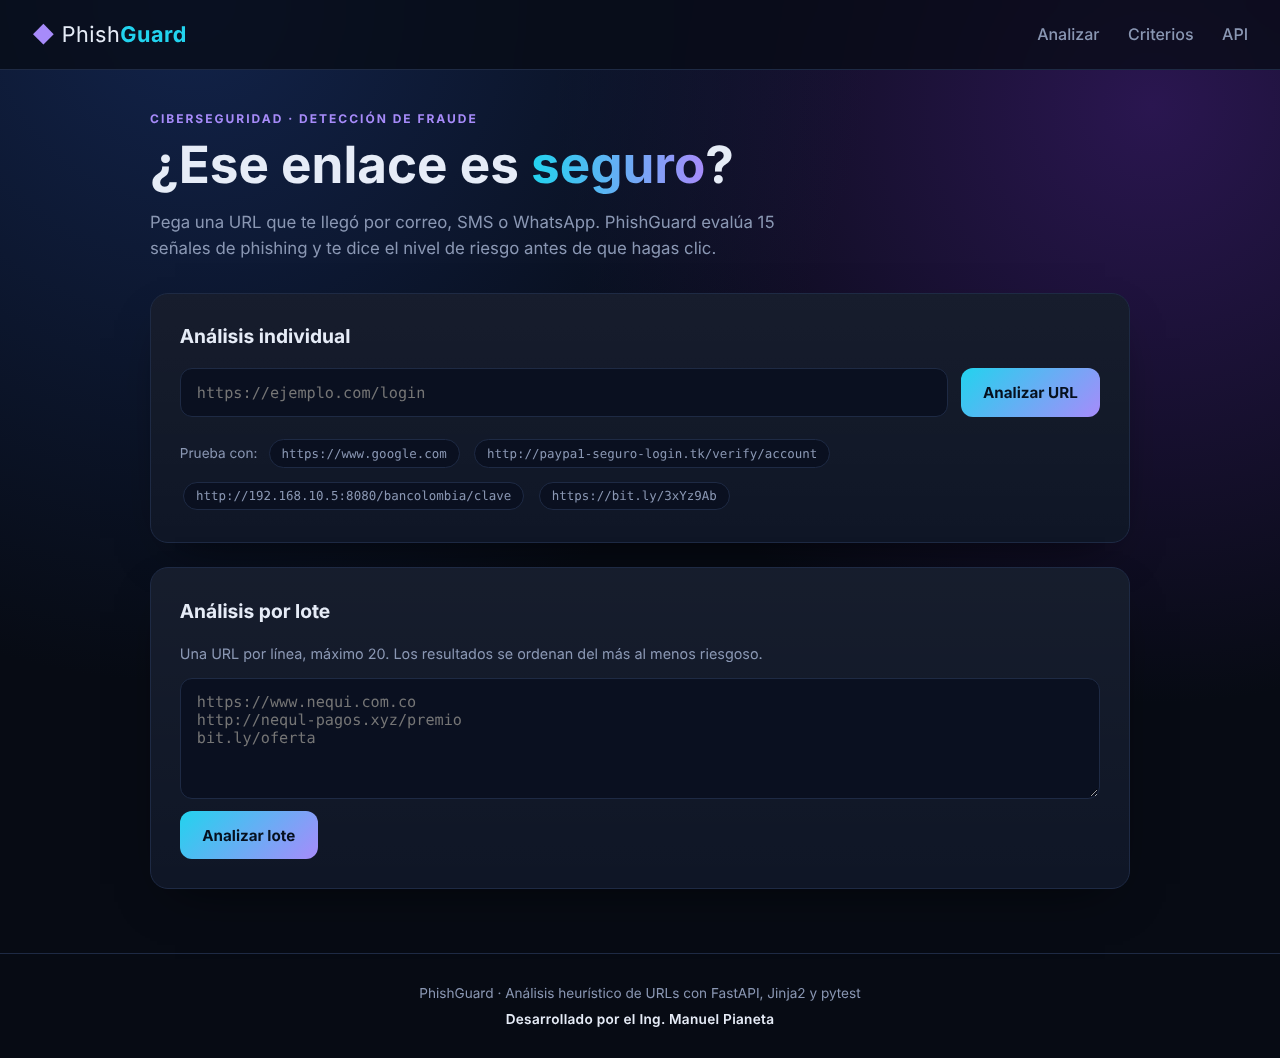 PhishGuard
Analizar Criterios API
CIBERSEGURIDAD · DETECCIÓN DE FRAUDE
¿Ese enlace es seguro?
Pega una URL que te llegó por correo, SMS o WhatsApp. PhishGuard evalúa 15
señales de phishing y te dice el nivel de riesgo antes de que hagas clic.
Análisis individual
https://ejemplo.com/login
Analizar URL
Prueba con: https://www.google.com http://paypa1-seguro-login.tk/verify/account
http://192.168.10.5:8080/bancolombia/clave https://bit.ly/3xYz9Ab
Análisis por lote
Una URL por línea, máximo 20. Los resultados se ordenan del más al menos riesgoso.
https://www.nequi.com.co
http://nequl-pagos.xyz/premio
bit.ly/oferta
Analizar lote
PhishGuard · Análisis heurístico de URLs con FastAPI, Jinja2 y pytest
Desarrollado por el Ing. Manuel Pianeta